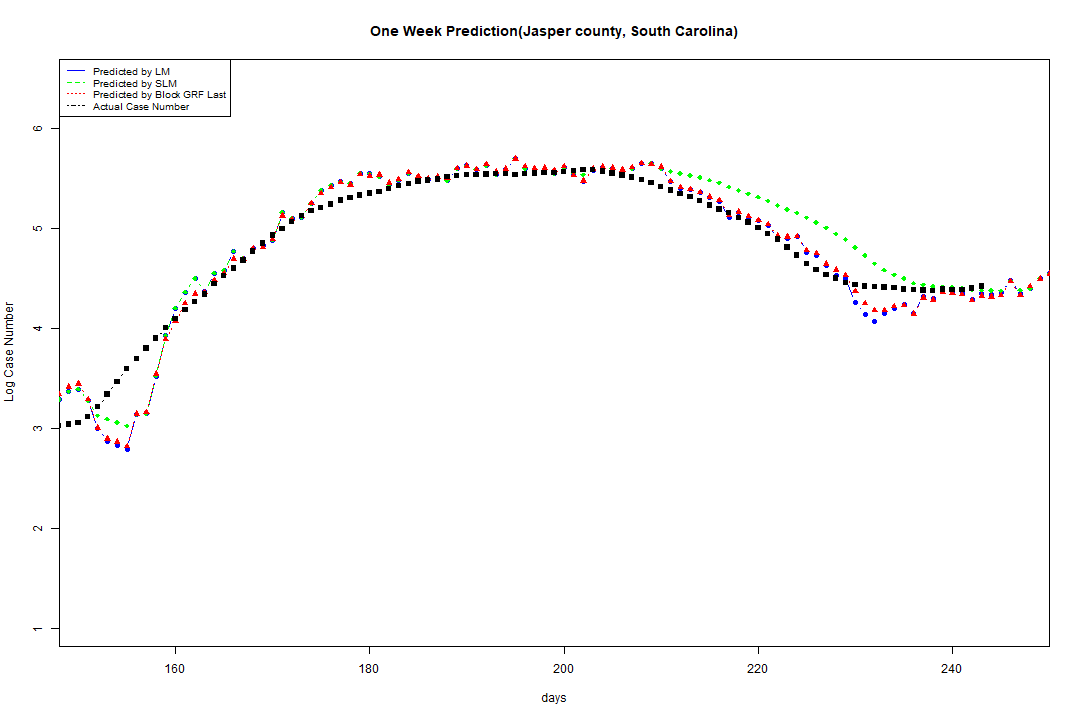 One Week Prediction(Jasper county, South Carolina)
Predicted by LM
Predicted by SLM
Predicted by Block GRF Last
Actual Case Number
6
5
4
3
2
1
Log Case Number
160 180 200 220 240
days